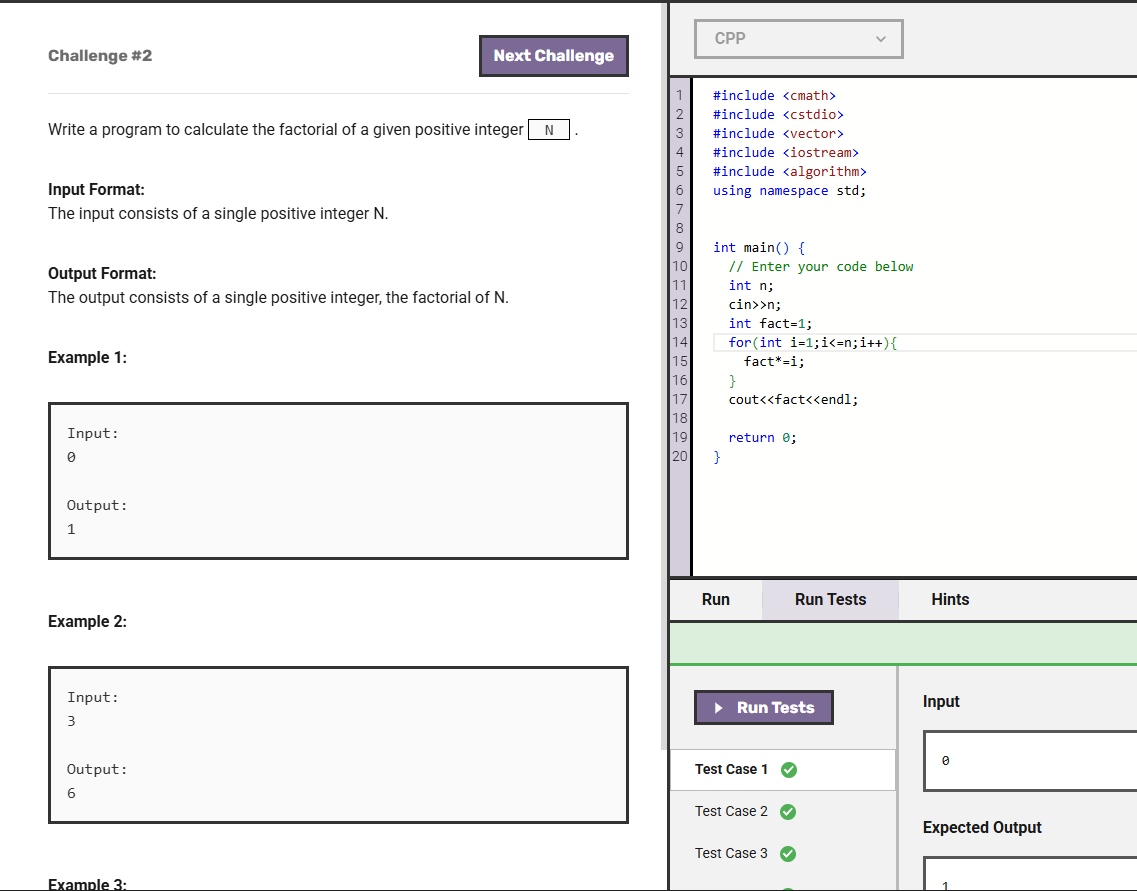 Challenge #2
Next Challenge
Write a program to calculate the factorial of a given positive integer N .
Input Format:
The input consists of a single positive integer N.
Output Format:
The output consists of a single positive integer, the factorial of N.
Example 1:
Input:
0
Output:
1
Example 2:
Input:
3
Output:
6
Example 3:
CPP
1 #include <cmath>
2 #include <cstdio>
3 #include <vector>
4 #include <iostream>
5 #include <algorithm>
6 using namespace std;
7
8
9 int main() {
10 // Enter your code below
11 int n;
12 cin>>n;
13 int fact=1;
14 for(int i=1;i<=n;i++){
15 fact*=i;
16 }
17 cout<<fact<<endl;
18
19 return 0;
20 }
Run Run Tests Hints
Run Tests
Test Case 1
Test Case 2
Test Case 3
Input
0
Expected Output
1